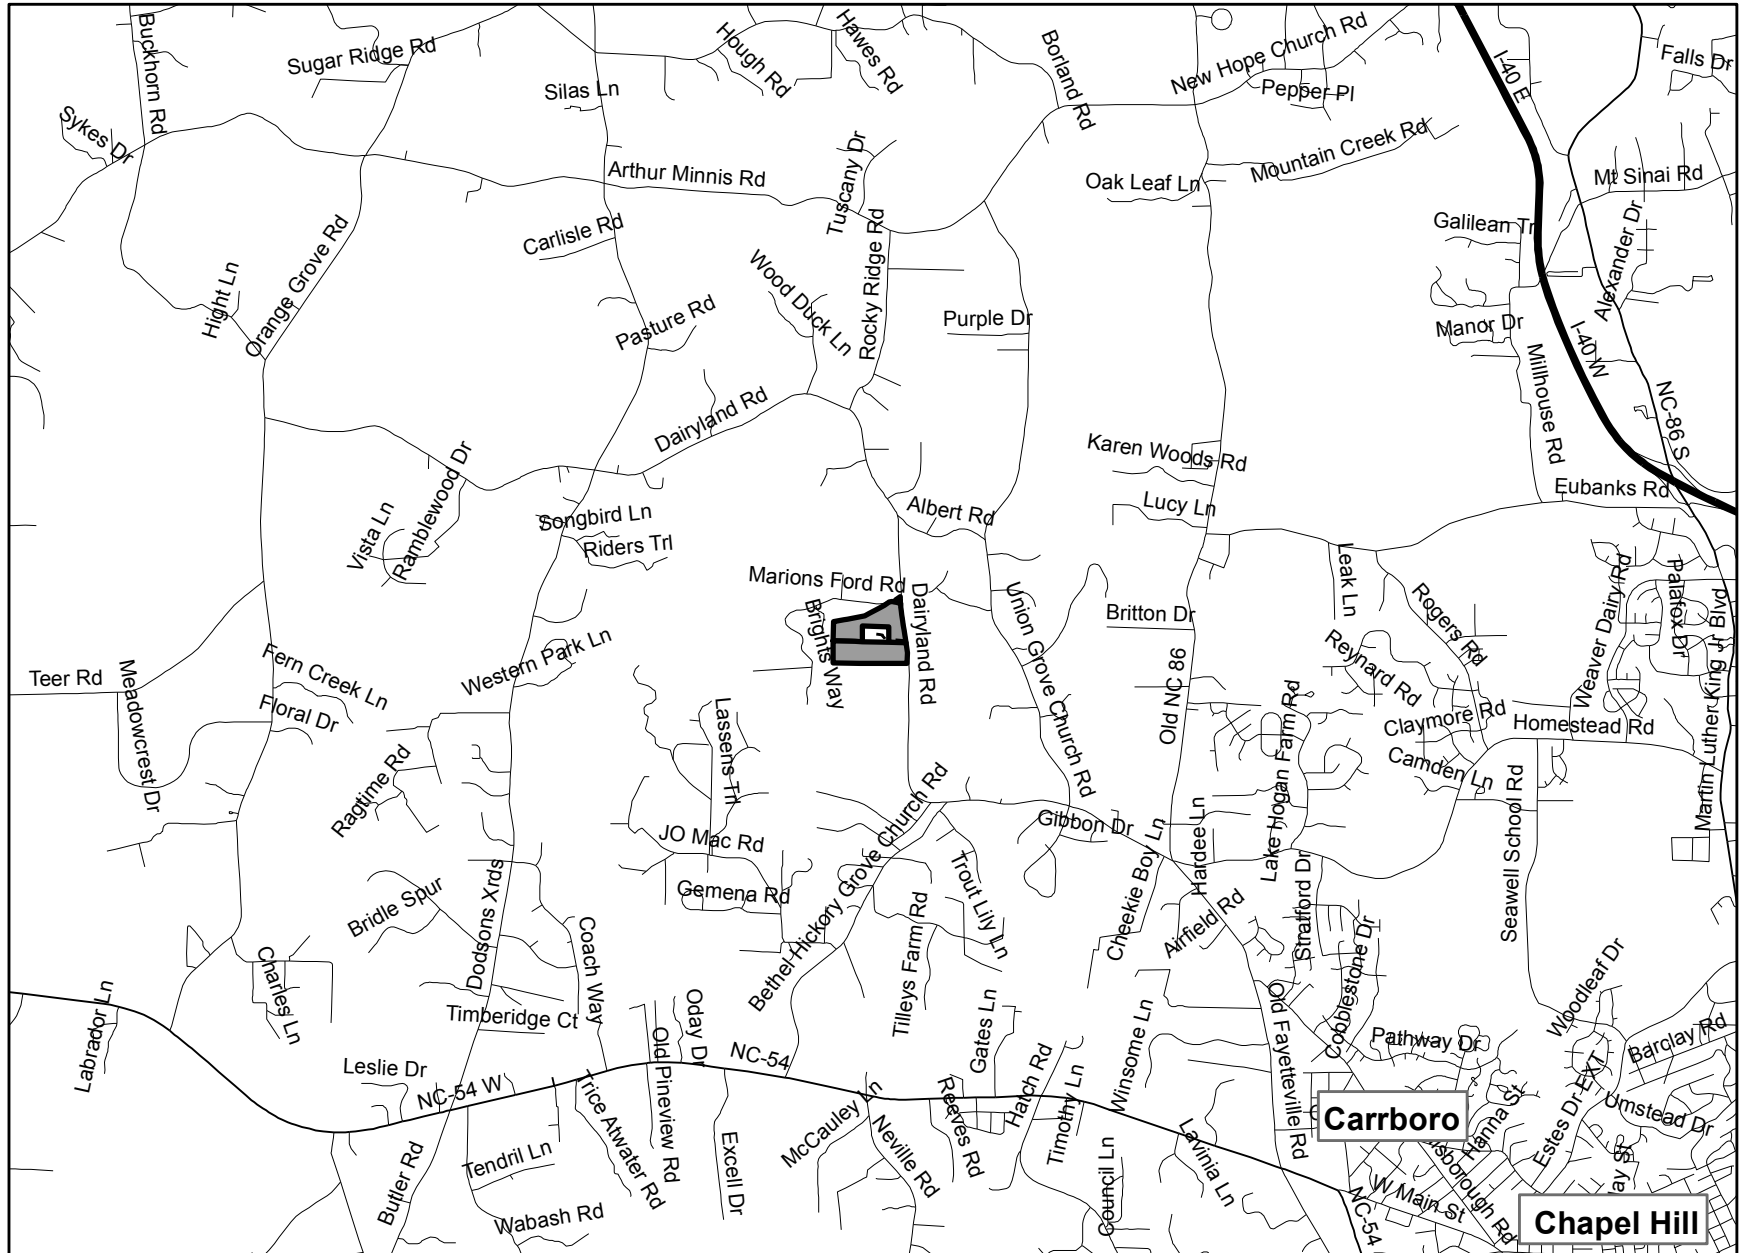 Buckhorn Rd
Sugar Ridge Rd
Hough Rd
Hawes Rd
Borland Rd
New Hope Church Rd
I-40 E
Falls Dr
Silas Ln
Pepper Pl
Sykes Dr
Arthur Minnis Rd
Tuscany Dr
Oak Leaf Ln
Mountain Creek Rd
Mt Sinai Rd
Carlisle Rd
Galilean Tr
Alexander Dr
Hight Ln
Orange Grove Rd
Wood Duck Ln
Rocky Ridge Rd
Pasture Rd
Purple Dr
Manor Dr
I-40 W
Millhouse Rd
NC-86 S
Dairyland Rd
Karen Woods Rd
Ramblewood Dr
Vista Ln
Songbird Ln
Riders Trl
Albert Rd
Lucy Ln
Eubanks Rd
Marions Ford Rd
Brights Way
Dairyland Rd
Union Grove Church Rd
Britton Dr
Leak Ln
Rogers Rd
Weaver Dairy Rd
Palafox Dr
Teer Rd
Meadowcrest Dr
Fern Creek Ln
Floral Dr
Western Park Ln
Old NC 86
Reynard Rd
Claymore Rd
Homestead Rd
Martin Luther King Jr Blvd
Lassens Trl
Lake Hogan Farm Rd
Camden Ln
Ragtime Rd
JO Mac Rd
Gibbon Dr
Hardee Ln
Seawell School Rd
Gemena Rd
Bethel Hickory Grove Church Rd
Trout Lily Ln
Cheekie Boy Ln
Stratford Dr
Bridle Spur
Dodsons Xrds
Coach Way
Tilleys Farm Rd
Airfield Rd
Cobblestone Dr
Woodleaf Dr
Charles Ln
Labrador Ln
Timberidge Ct
Oday Dr
Old Pineview Rd
Gates Ln
Winsome Ln
Old Fayetteville Rd
Pathway Dr
Barclay Rd
Leslie Dr
NC-54 W
NC-54
Trice Atwater Rd
Excell Dr
McCauley Ln
Neville Rd
Reeves Rd
Hatch Rd
Timothy Ln
Council Ln
Lavinia Ln
Carrboro
Hanna St
Estes Dr-EXT
Umstead Dr
Butler Rd
Tendril Ln
Wabash Rd
W Main St
NC-54
Chapel Hill